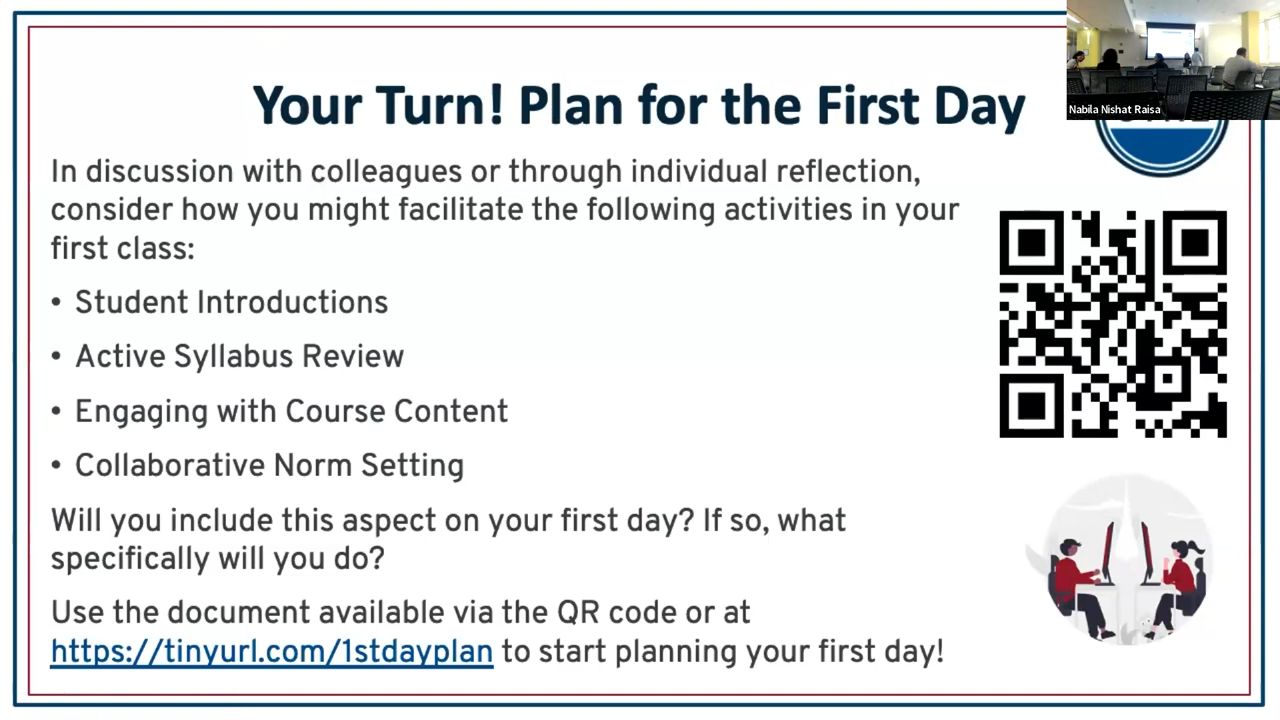 Your Turn! Plan for the First Day
Nabila Nishat Raisa
In discussion with colleagues or through individual reflection,
consider how you might facilitate the following activities in your
first class:
• Student Introductions
• Active Syllabus Review
• Engaging with Course Content
• Collaborative Norm Setting
Will you include this aspect on your first day? If so, what
specifically will you do?
Use the document available via the QR code or at
https://tinyurl.com/1stdayplan to start planning your first day!